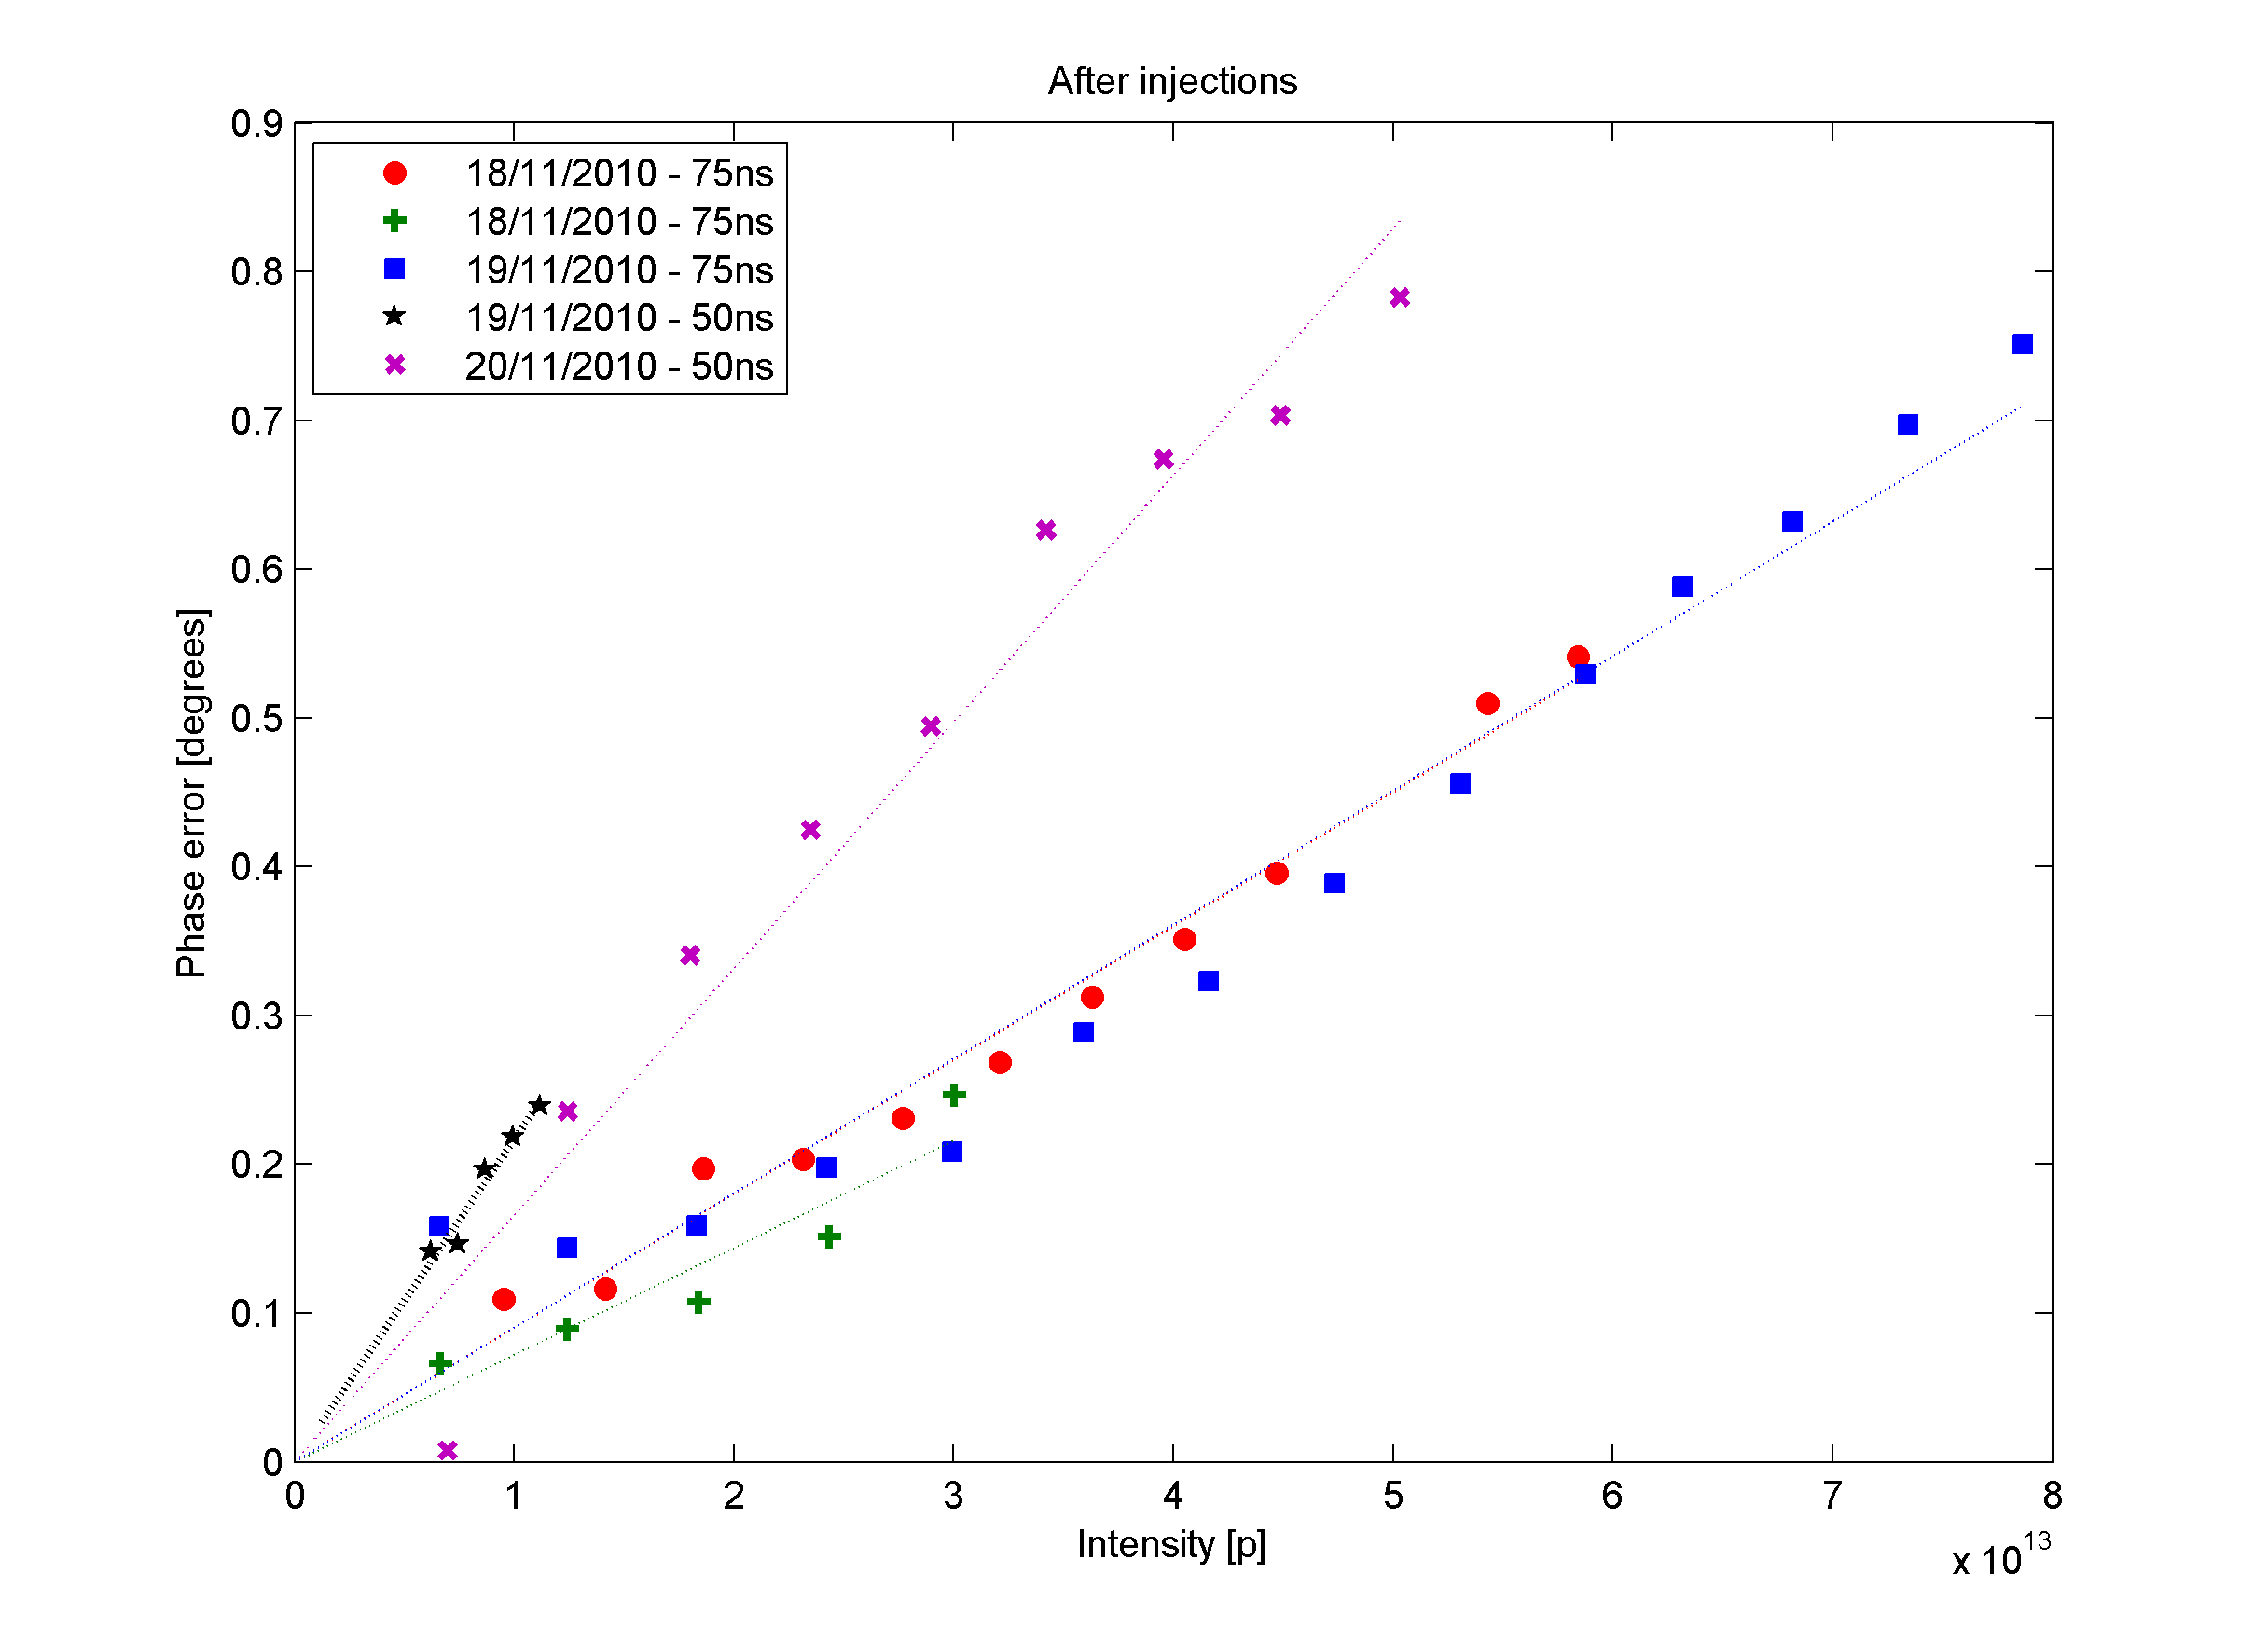 After injections
0.9
0.8
0.7
0.6
0.5
0.4
0.3
0.2
0.1
0
18/11/2010 - 75ns
18/11/2010 - 75ns
19/11/2010 - 75ns
19/11/2010 - 50ns
20/11/2010 - 50ns
Phase error [degrees]
0 1 2 3 4 5 6 7 8
Intensity [p]
x 10^13